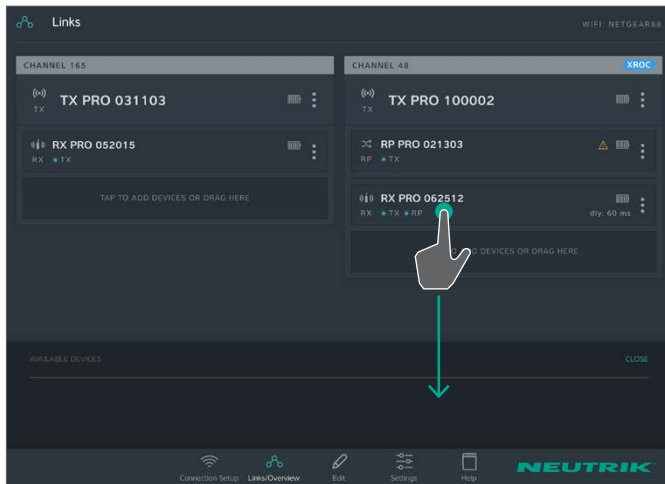 Links
WIFI: NETGEAR88
CHANNEL 165
TX PRO 031103
TX
RX PRO 052015
RX TX
TAP TO ADD DEVICES OR DRAG HERE
CHANNEL 48 XROC
TX PRO 100002
TX
RP PRO 021303
RP TX
RX PRO 062512
RX TX RP dly: 60 ms
ADD DEVICES OR DRAG HERE
AVAILABLE DEVICES CLOSE
Connection Setup Links/Overview Edit Settings Help
NEUTRIK